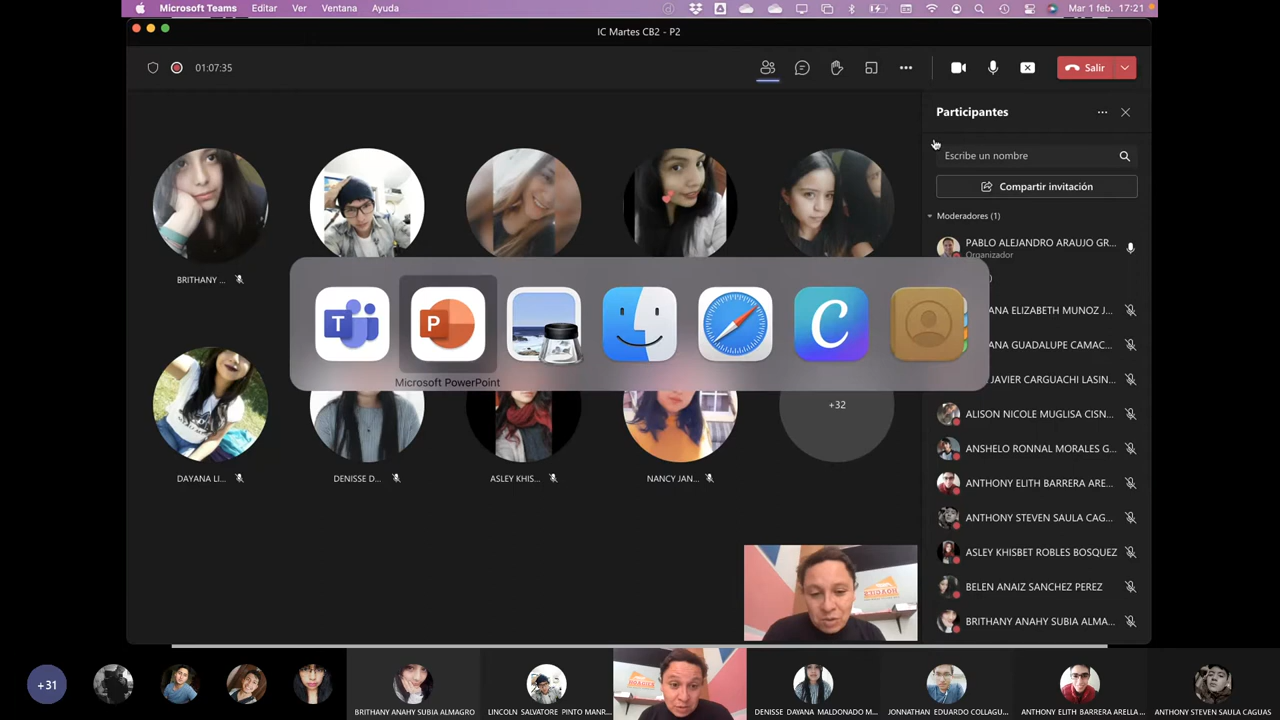 Microsoft Teams Editar Ver Ventana Ayuda Mar 1 feb. 17:21
IC Martes CB2 - P2
01:07:35 Salir
Participantes
Escribe un nombre
Compartir invitación
Moderadores (1)
PABLO ALEJANDRO ARAUJO GR...
Organizador
BRITHANY ...
ANA ELIZABETH MUNOZ J...
ANA GUADALUPE CAMAC...
JAVIER CARGUACHI LASIN...
Microsoft PowerPoint
+32
ALISON NICOLE MUGLISA CISN...
ANSHELO RONNAL MORALES G...
DAYANA LI... DENISSE D... ASLEY KHIS... NANCY JAN...
ANTHONY ELITH BARRERA ARE...
ANTHONY STEVEN SAULA CAG...
ASLEY KHISBET ROBLES BOSQUEZ
BELEN ANAIZ SANCHEZ PEREZ
BRITHANY ANAHY SUBIA ALMA...
+31
BRITHANY ANAHY SUBIA ALMAGRO LINCOLN SALVATORE PINTO MANR... DENISSE DAYANA MALDONADO M... JONNATHAN EDUARDO COLLAGU... ANTHONY ELITH BARRERA ARELLA ... ANTHONY STEVEN SAULA CAGUAS